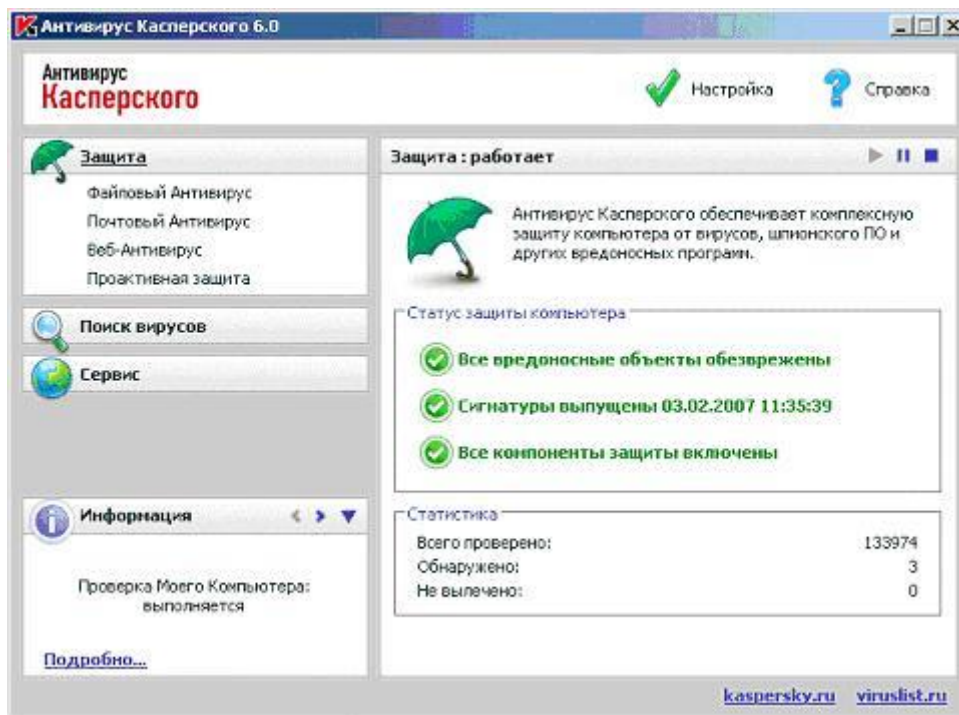 Антивирус Касперского 6.0
Антивирус
Касперского
Настройка
Справка
Защита
Файловый Антивирус
Почтовый Антивирус
Веб-Антивирус
Проактивная защита
Поиск вирусов
Сервис
Информация
Проверка Моего Компьютера:
выполняется
Подробно...
Защита : работает
Антивирус Касперского обеспечивает комплексную
защиту компьютера от вирусов, шпионского ПО и
других вредоносных программ.
Статус защиты компьютера
Все вредоносные объекты обезврежены
Сигнатуры выпущены 03.02.2007 11:35:39
Все компоненты защиты включены
Статистика
Всего проверено: 133974
Обнаружено: 3
Не вылечено: 0
kaspersky.ru viruslist.ru